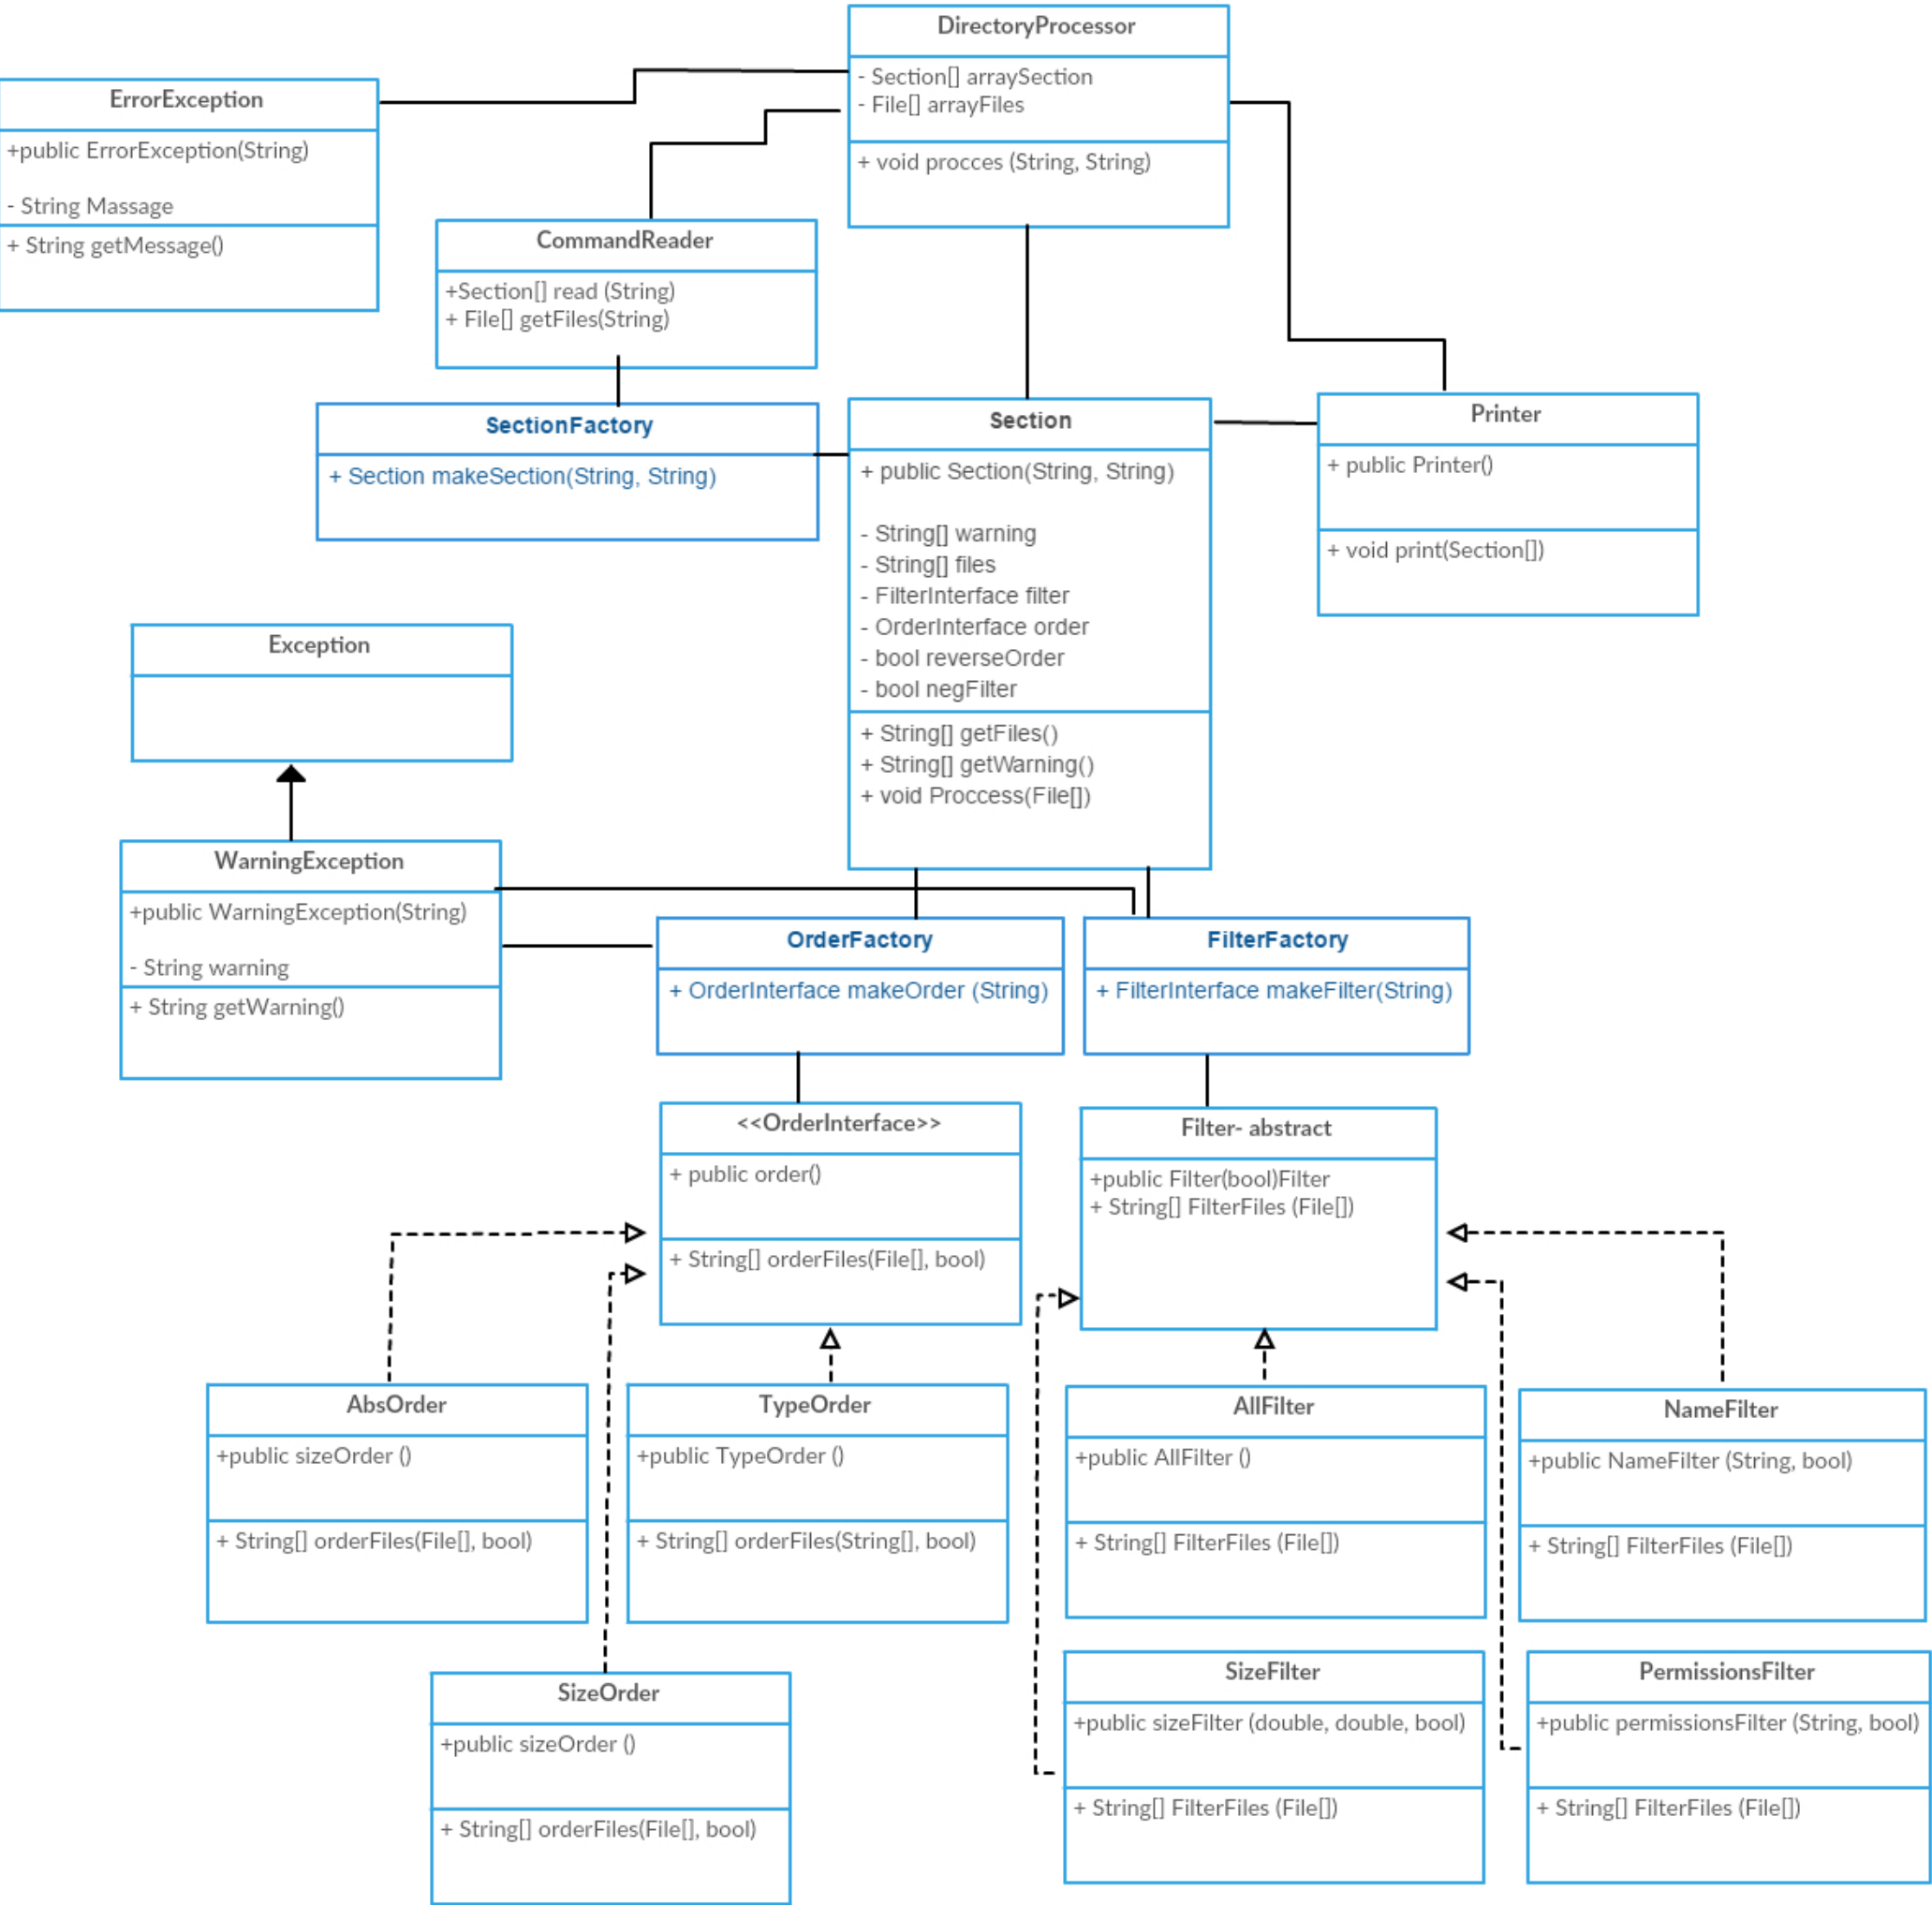 DirectoryProcessor
- Section[] arraySection
- File[] arrayFiles
+ void procces (String, String)
ErrorException
+public ErrorException(String)
- String Massage
+ String getMessage()
CommandReader
+Section[] read (String)
+ File[] getFiles(String)
SectionFactory
+ Section makeSection(String, String)
Section
+ public Section(String, String)
- String[] warning
- String[] files
- FilterInterface filter
- OrderInterface order
- bool reverseOrder
- bool negFilter
+ String[] getFiles()
+ String[] getWarning()
+ void Proccess(File[])
Printer
+ public Printer()
+ void print(Section[])
Exception
WarningException
+public WarningException(String)
- String warning
+ String getWarning()
OrderFactory
+ OrderInterface makeOrder (String)
FilterFactory
+ FilterInterface makeFilter(String)
<<OrderInterface>>
+ public order()
+ String[] orderFiles(File[], bool)
Filter- abstract
+public Filter(bool)Filter
+ String[] FilterFiles (File[])
AbsOrder
+public sizeOrder ()
+ String[] orderFiles(File[], bool)
TypeOrder
+public TypeOrder ()
+ String[] orderFiles(String[], bool)
AllFilter
+public AllFilter ()
+ String[] FilterFiles (File[])
NameFilter
+public NameFilter (String, bool)
+ String[] FilterFiles (File[])
SizeOrder
+public sizeOrder ()
+ String[] orderFiles(File[], bool)
SizeFilter
+public sizeFilter (double, double, bool)
+ String[] FilterFiles (File[])
PermissionsFilter
+public permissionsFilter (String, bool)
+ String[] FilterFiles (File[])